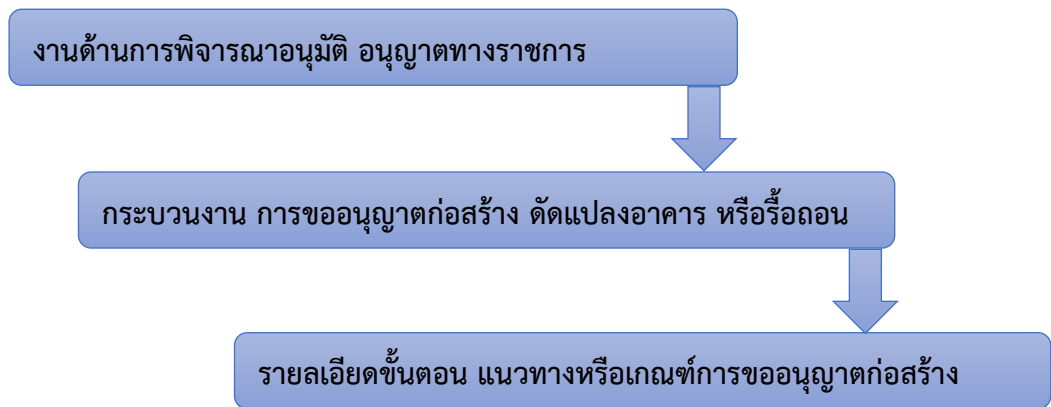 งานด้านการพิจารณาอนุมัติ อนุญาตทางราชการ
กระบวนงาน การขออนุญาตก่อสร้าง ดัดแปลงอาคาร หรือรื้อถอน
รายลเอียดขั้นตอน แนวทางหรือเกณฑ์การขออนุญาตก่อสร้าง